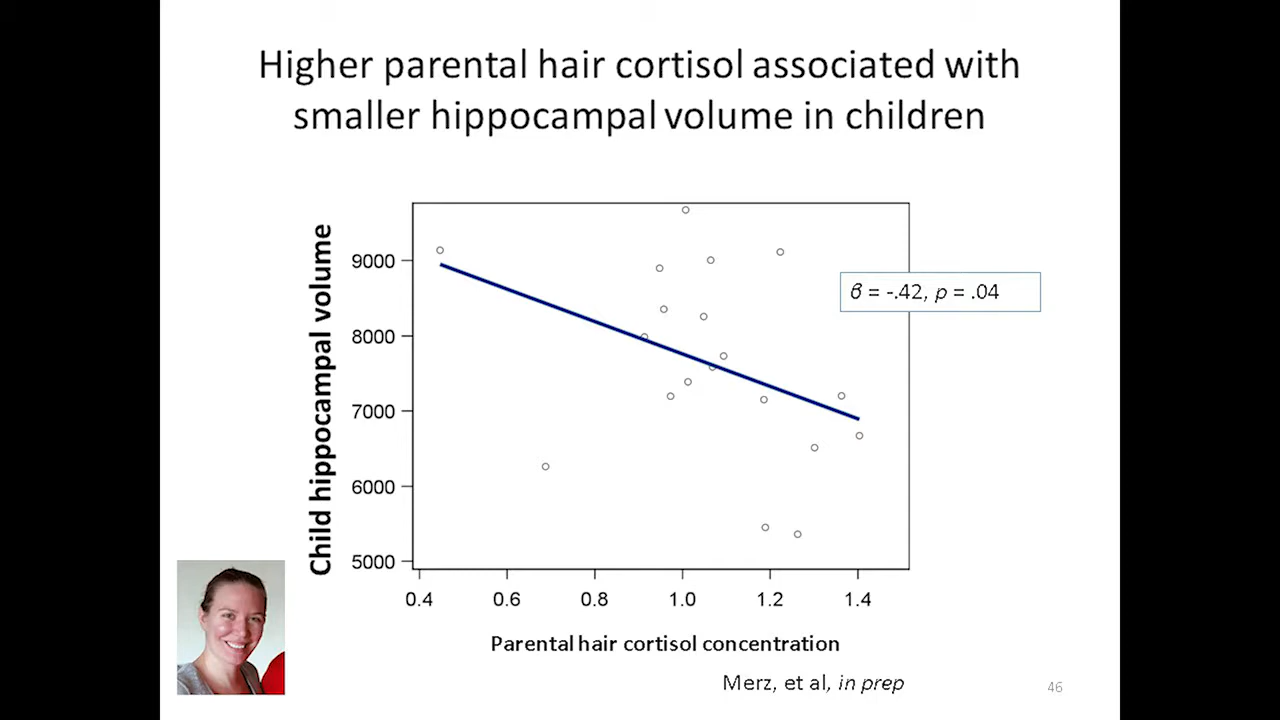 Higher parental hair cortisol associated with
smaller hippocampal volume in children
Child hippocampal volume
9000
8000
7000
6000
5000
β = -.42, p = .04
0.4 0.6 0.8 1.0 1.2 1.4
Parental hair cortisol concentration
Merz, et al, in prep
46